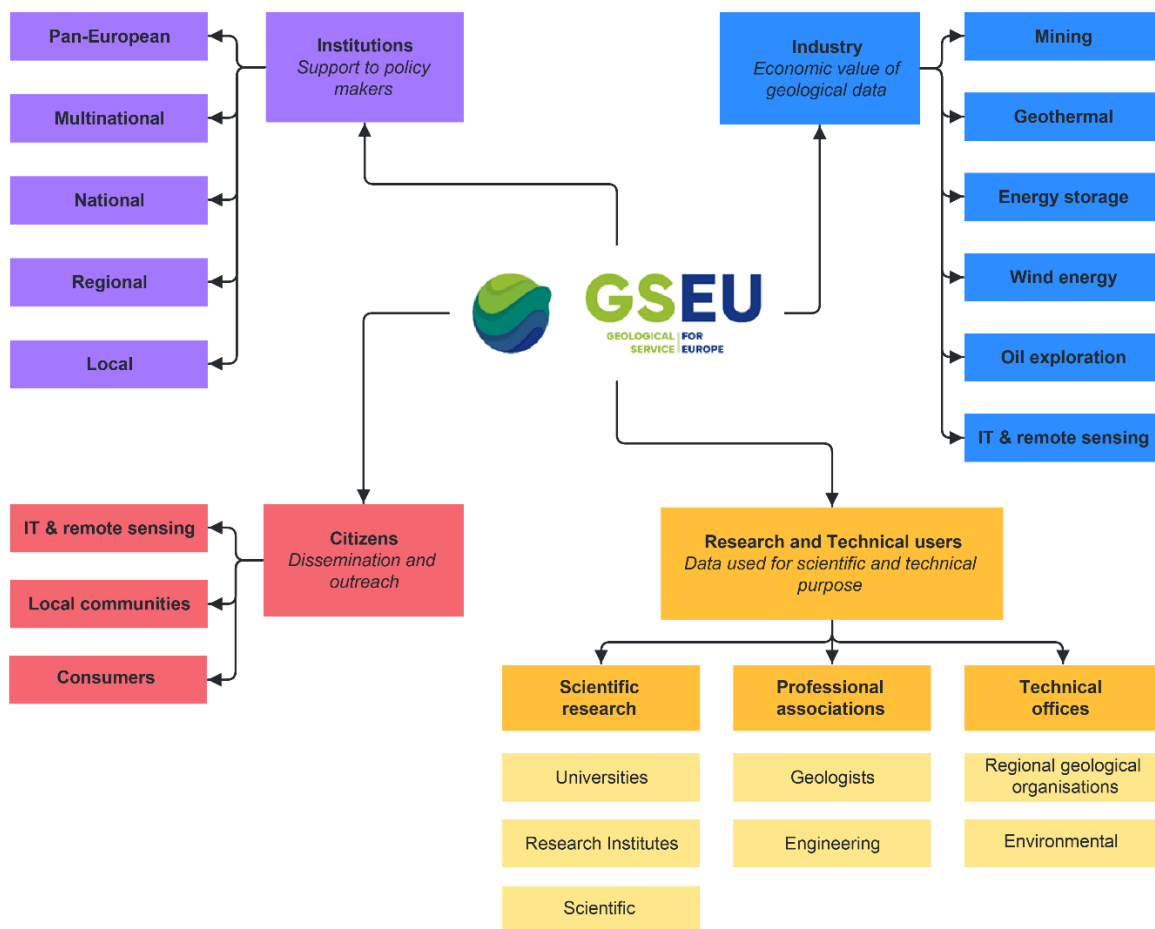 Pan-European
Multinational
National
Regional
Local
Institutions
Support to policy
makers
Industry
Economic value of
geological data
Mining
Geothermal
Energy storage
Wind energy
Oil exploration
IT & remote sensing
GSEU
GEOLOGICAL FOR
SERVICE EUROPE
IT & remote sensing
Local communities
Consumers
Citizens
Dissemination and
outreach
Research and Technical users
Data used for scientific and technical
purpose
Scientific
research
Universities
Research Institutes
Scientific
Professional
associations
Geologists
Engineering
Technical
offices
Regional geological
organisations
Environmental